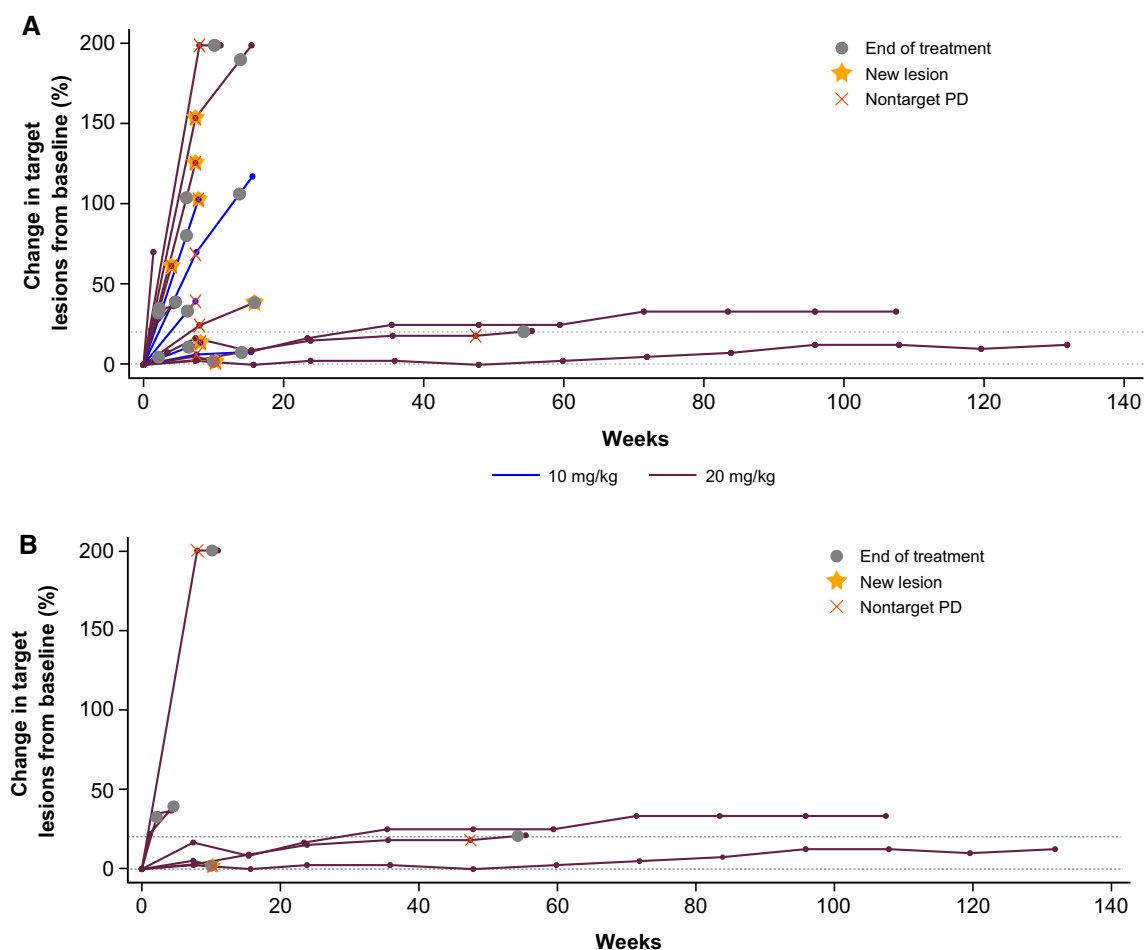 A
Change in target
lesions from baseline (%)
200
150
100
50
0
End of treatment
New lesion
Nontarget PD
0 20 40 60 80 100 120 140
Weeks
10 mg/kg 20 mg/kg
B
Change in target
lesions from baseline (%)
200
150
100
50
0
End of treatment
New lesion
Nontarget PD
0 20 40 60 80 100 120 140
Weeks